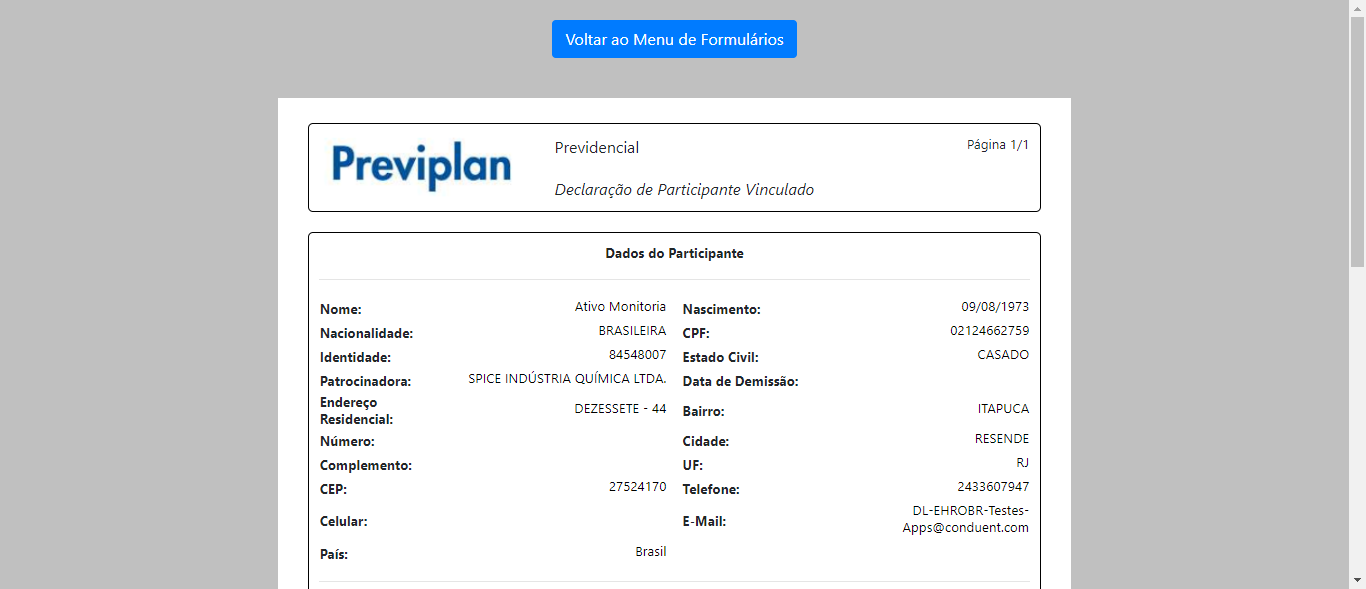 Voltar ao Menu de Formulários
Previplan
Previdencial
Página 1/1
Declaração de Participante Vinculado
Dados do Participante
Nome: Ativo Monitoria Nascimento: 09/08/1973
Nacionalidade: BRASILEIRA CPF: 02124662759
Identidade: 84548007 Estado Civil: CASADO
Patrocinadora: SPICE INDÚSTRIA QUÍMICA LTDA. Data de Demissão:
Endereço
Residencial: DEZESSETE - 44 Bairro: ITAPUCA
Número: Cidade: RESENDE
Complemento: UF: RJ
CEP: 27524170 Telefone: 2433607947
Celular: E-Mail: DL-EHROBR-Testes-
Apps@conduent.com
País: Brasil